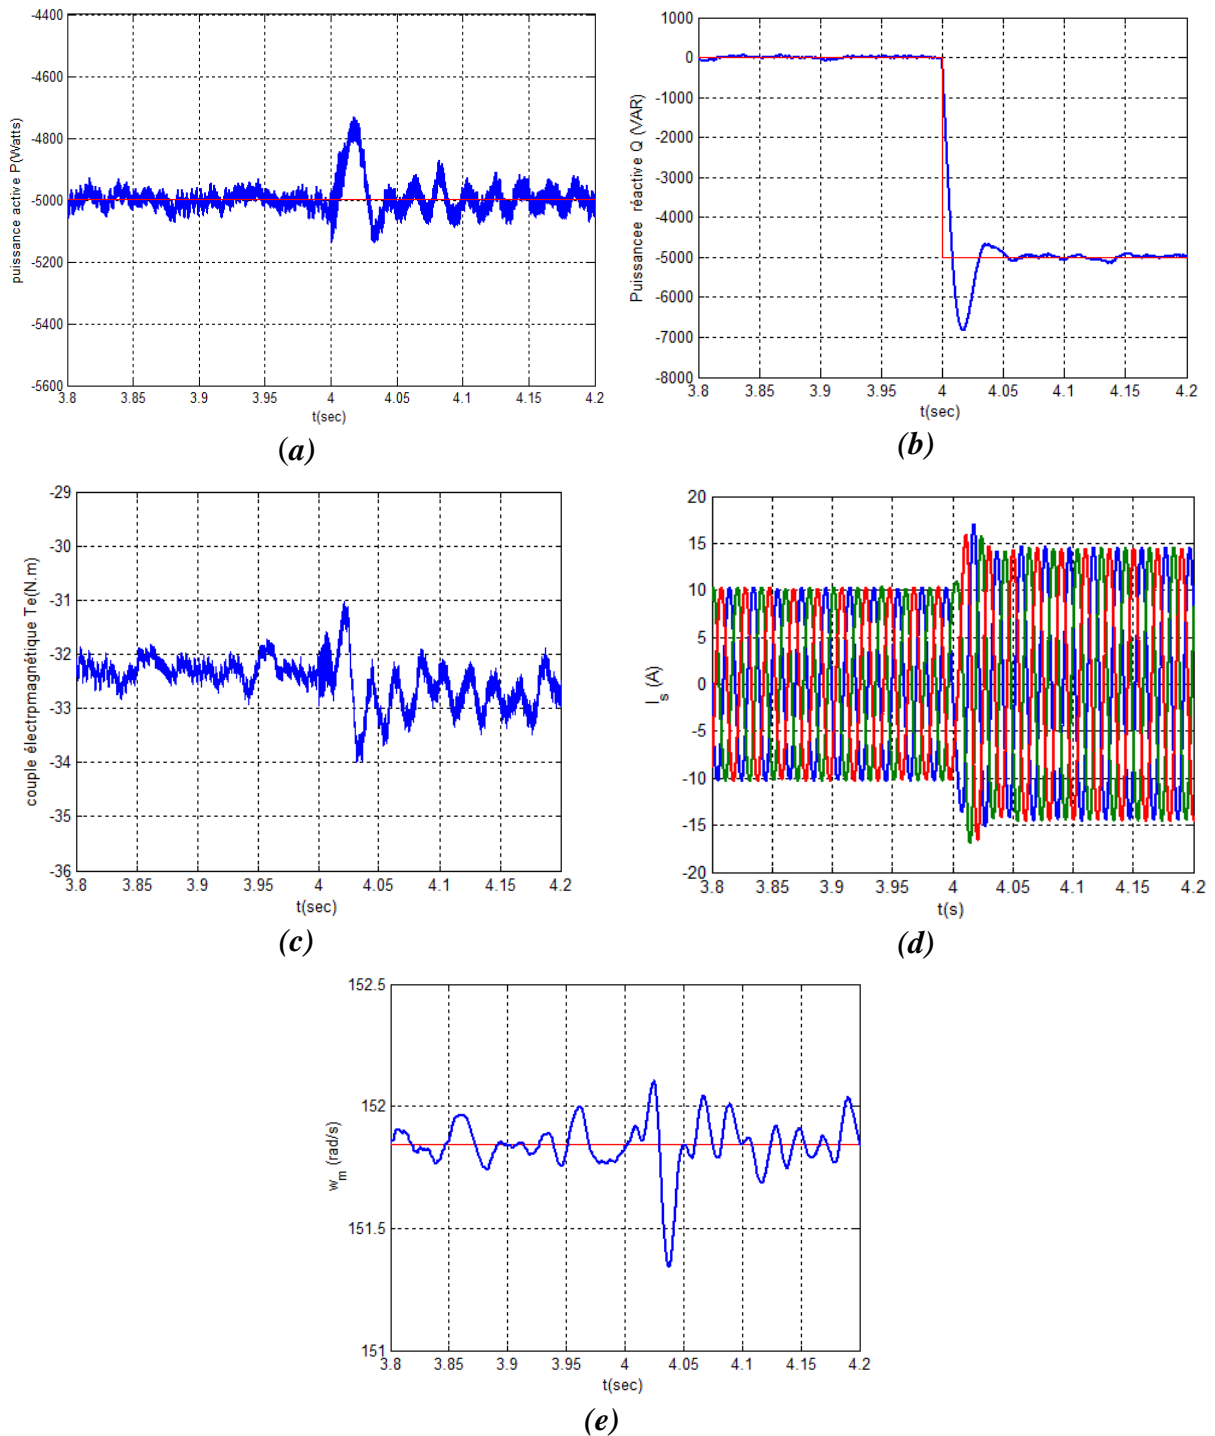 puissance active P(Watts)
-4400
-4600
-4800
-5000
-5200
-5400
-5600
3.8 3.85 3.9 3.95 4 4.05 4.1 4.15 4.2
t(sec)
(a)
Puissancee réactive Q (VAR)
1000
0
-1000
-2000
-3000
-4000
-5000
-6000
-7000
-8000
3.8 3.85 3.9 3.95 4 4.05 4.1 4.15 4.2
t(sec)
(b)
couple électrpmagnétique Te(N.m)
-29
-30
-31
-32
-33
-34
-35
-36
3.8 3.85 3.9 3.95 4 4.05 4.1 4.15 4.2
t(sec)
(c)
I_s (A)
20
15
10
5
0
-5
-10
-15
-20
3.8 3.85 3.9 3.95 4 4.05 4.1 4.15 4.2
t(s)
(d)
w_m (rad/s)
152.5
152
151.5
151
3.8 3.85 3.9 3.95 4 4.05 4.1 4.15 4.2
t(sec)
(e)